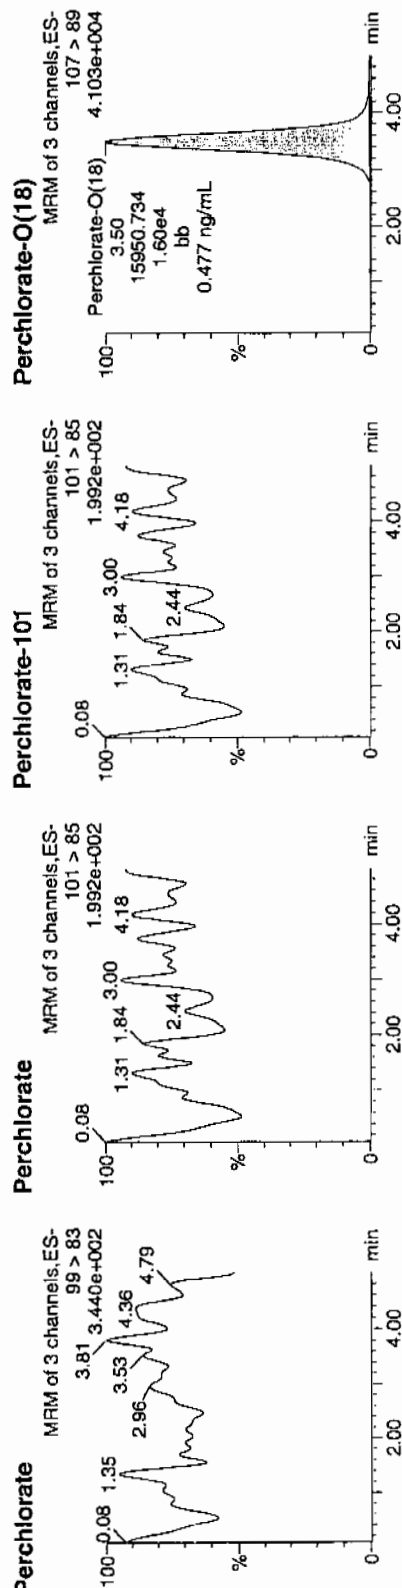 Perchlorate
MRM of 3 channels,ES-
99 > 83
3.440e+002
100
%
0
0.08
1.35
2.96
3.53
3.81
4.36
4.79
2.00
4.00
min
Perchlorate
MRM of 3 channels,ES-
101 > 85
1.992e+002
100
%
0
0.08
1.31
1.84
2.44
3.00
4.18
2.00
4.00
min
Perchlorate-101
MRM of 3 channels,ES-
101 > 85
1.992e+002
100
%
0
0.08
1.31
1.84
2.44
3.00
4.18
2.00
4.00
min
Perchlorate-O(18)
MRM of 3 channels,ES-
107 > 89
4.103e+004
100
%
0
Perchlorate-O(18)
3.50
15950.734
1.60e4
bb
0.477 ng/mL
2.00
4.00
min